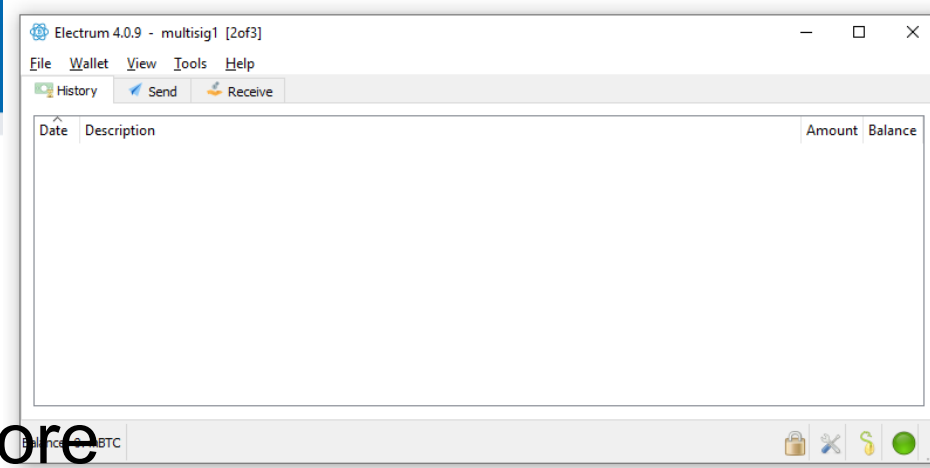 Electrum 4.0.9 - multisig1 [2of3]
File Wallet View Tools Help
History Send Receive
Date Description Amount Balance
ore
BTC